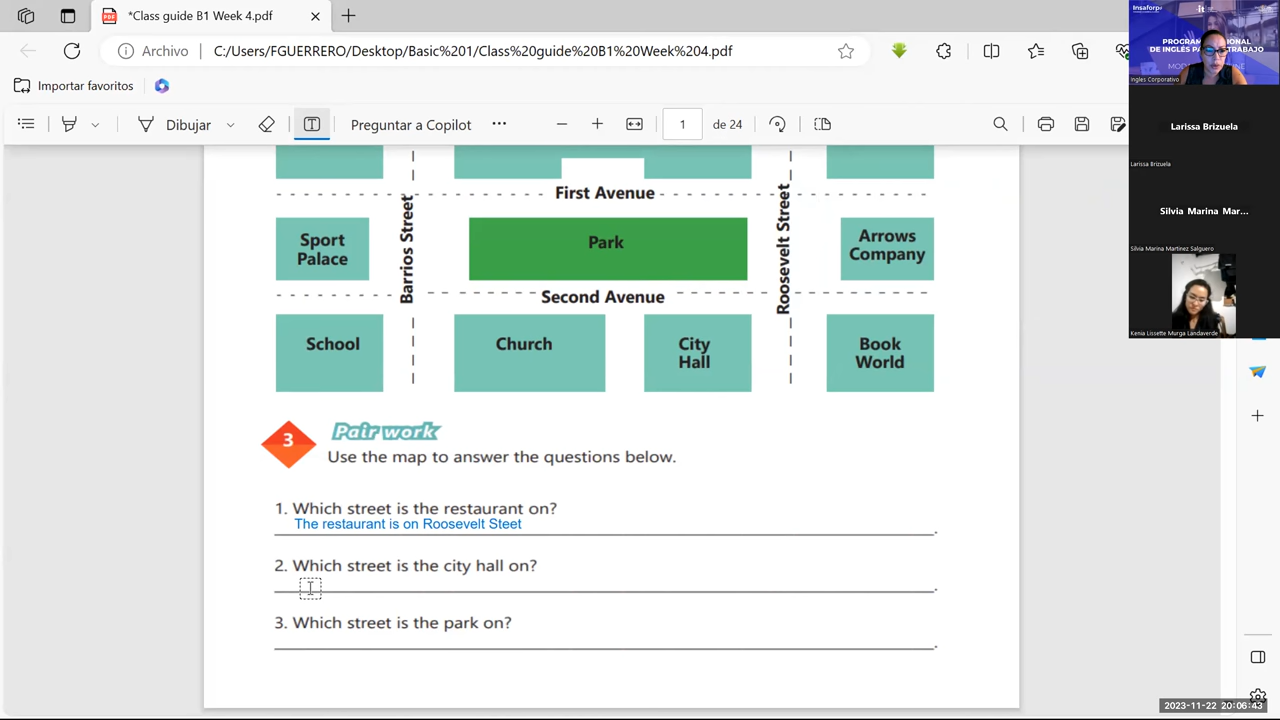 *Class guide B1 Week 4.pdf
Archivo
C:/Users/FGUERRERO/Desktop/Basic%201/Class%20guide%20B1%20Week%204.pdf
Importar favoritos
Dibujar
Preguntar a Copilot
1
de 24
First Avenue
Barrios Street
Roosevelt Street
Sport Palace
Park
Arrows Company
Second Avenue
School
Church
City Hall
Book World
3
Pair work
Use the map to answer the questions below.
1. Which street is the restaurant on?
The restaurant is on Roosevelt Steet
2. Which street is the city hall on?
3. Which street is the park on?
Insaforp
DE INGLÉS PA
TRABAJO
Ingles Corporativo
Larissa Brizuela
Larissa Brizuela
Silvia Marina Mar...
Silvia Marina Martinez Salguero
Kenia Lissette Murga Landaverde
2023-11-22 20:06:43